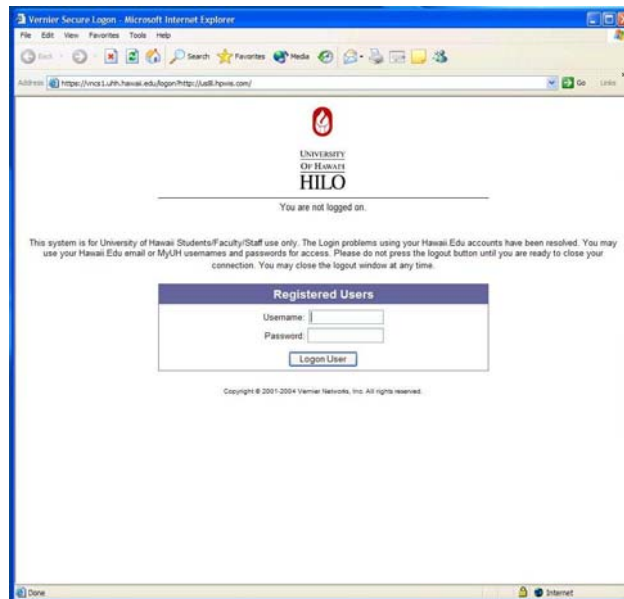 Vernier Secure Logon - Microsoft Internet Explorer
File Edit View Favorites Tools Help
Back Search Favorites Media
Address https://vncs1.uhh.hawaii.edu/logon?http://us8l.hpwis.com/ Go Links
UNIVERSITY
OF HAWAI'I
HILO
You are not logged on.
This system is for University of Hawaii Students/Faculty/Staff use only. The Login problems using your Hawaii.Edu accounts have been resolved. You may
use your Hawaii.Edu email or MyUH usernames and passwords for access. Please do not press the logout button until you are ready to close your
connection. You may close the logout window at any time.
Registered Users
Username:
Password:
Logon User
Copyright © 2001-2004 Vernier Networks, Inc. All rights reserved.
Done Internet